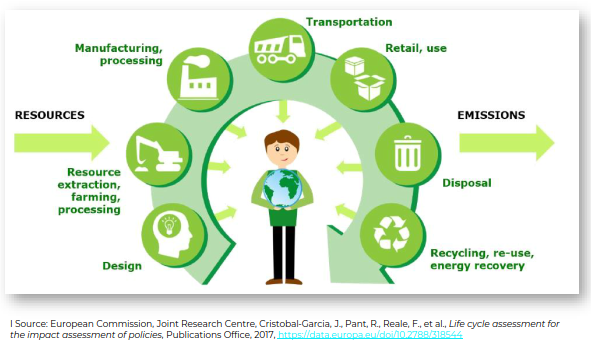 Transportation
Manufacturing,
processing
Retail, use
RESOURCES
EMISSIONS
Resource
extraction,
farming,
processing
Disposal
Design
Recycling, re-use,
energy recovery
I Source: European Commission, Joint Research Centre, Cristobal-Garcia, J., Pant, R., Reale, F., et al., Life cycle assessment for
the impact assessment of policies, Publications Office, 2017, https://data.europa.eu/doi/10.2788/318544